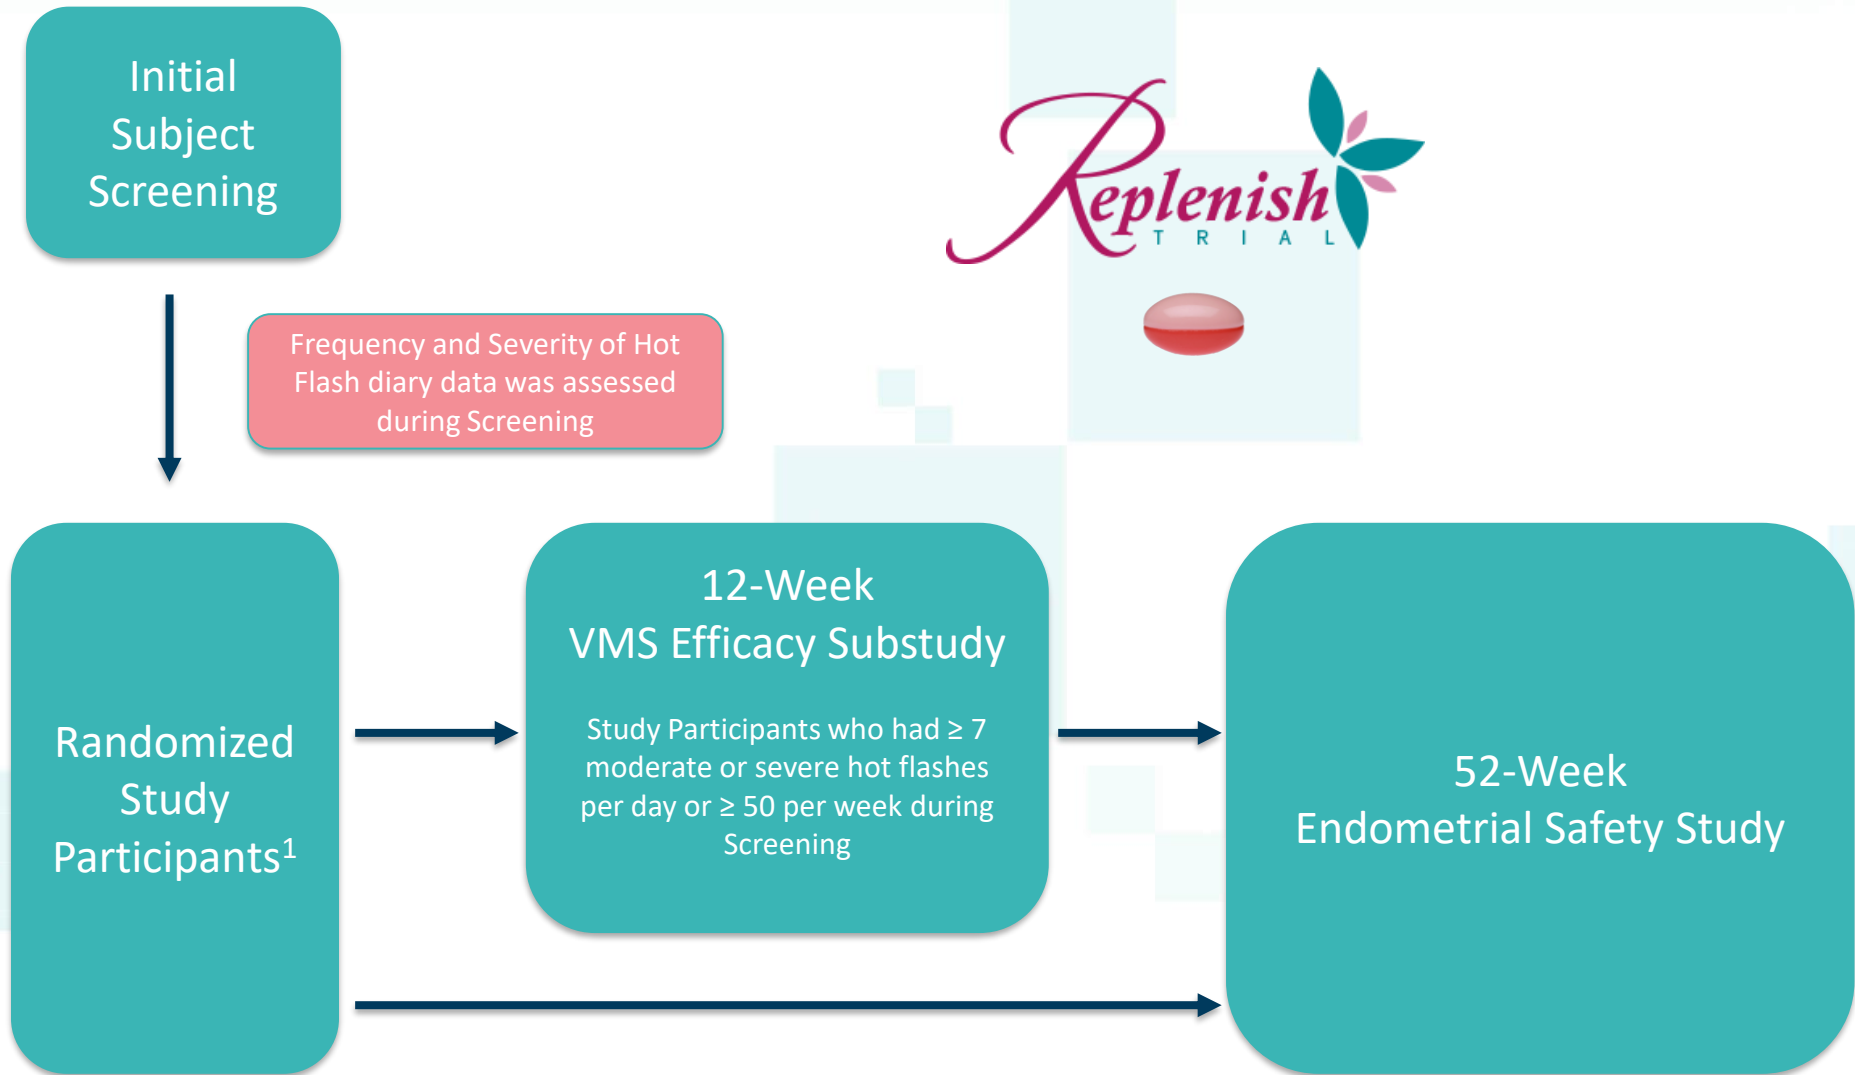 Initial
Subject
Screening
Replenish
TRIAL
Frequency and Severity of Hot
Flash diary data was assessed
during Screening
Randomized
Study
Participants1
12-Week
VMS Efficacy Substudy
Study Participants who had ≥ 7
moderate or severe hot flashes
per day or ≥ 50 per week during
Screening
52-Week
Endometrial Safety Study